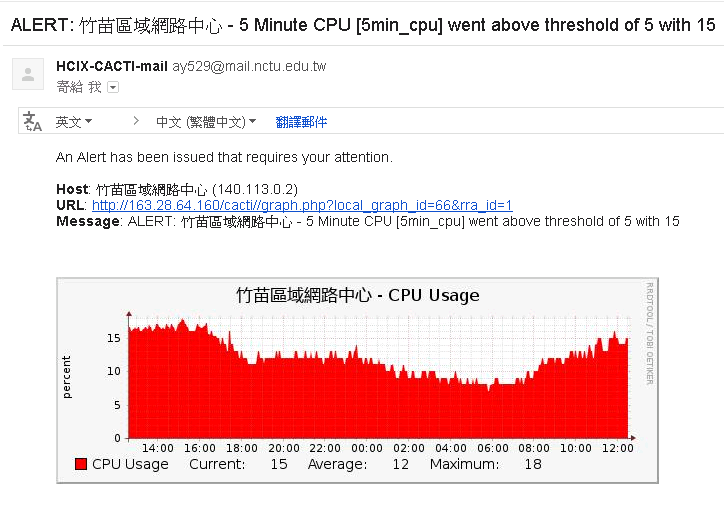 ALERT: 竹苗區域網路中心 - 5 Minute CPU [5min_cpu] went above threshold of 5 with 15
HCIX-CACTI-mail ay529@mail.nctu.edu.tw
寄給 我
英文 > 中文 (繁體中文) 翻譯郵件
An Alert has been issued that requires your attention.
Host: 竹苗區域網路中心 (140.113.0.2)
URL: http://163.28.64.160/cacti//graph.php?local_graph_id=66&rra_id=1
Message: ALERT: 竹苗區域網路中心 - 5 Minute CPU [5min_cpu] went above threshold of 5 with 15
竹苗區域網路中心 - CPU Usage
RRDTOOL / TOBI OETIKER
percent
15
10
5
0
14:00 16:00 18:00 20:00 22:00 00:00 02:00 04:00 06:00 08:00 10:00 12:00
CPU Usage Current: 15 Average: 12 Maximum: 18